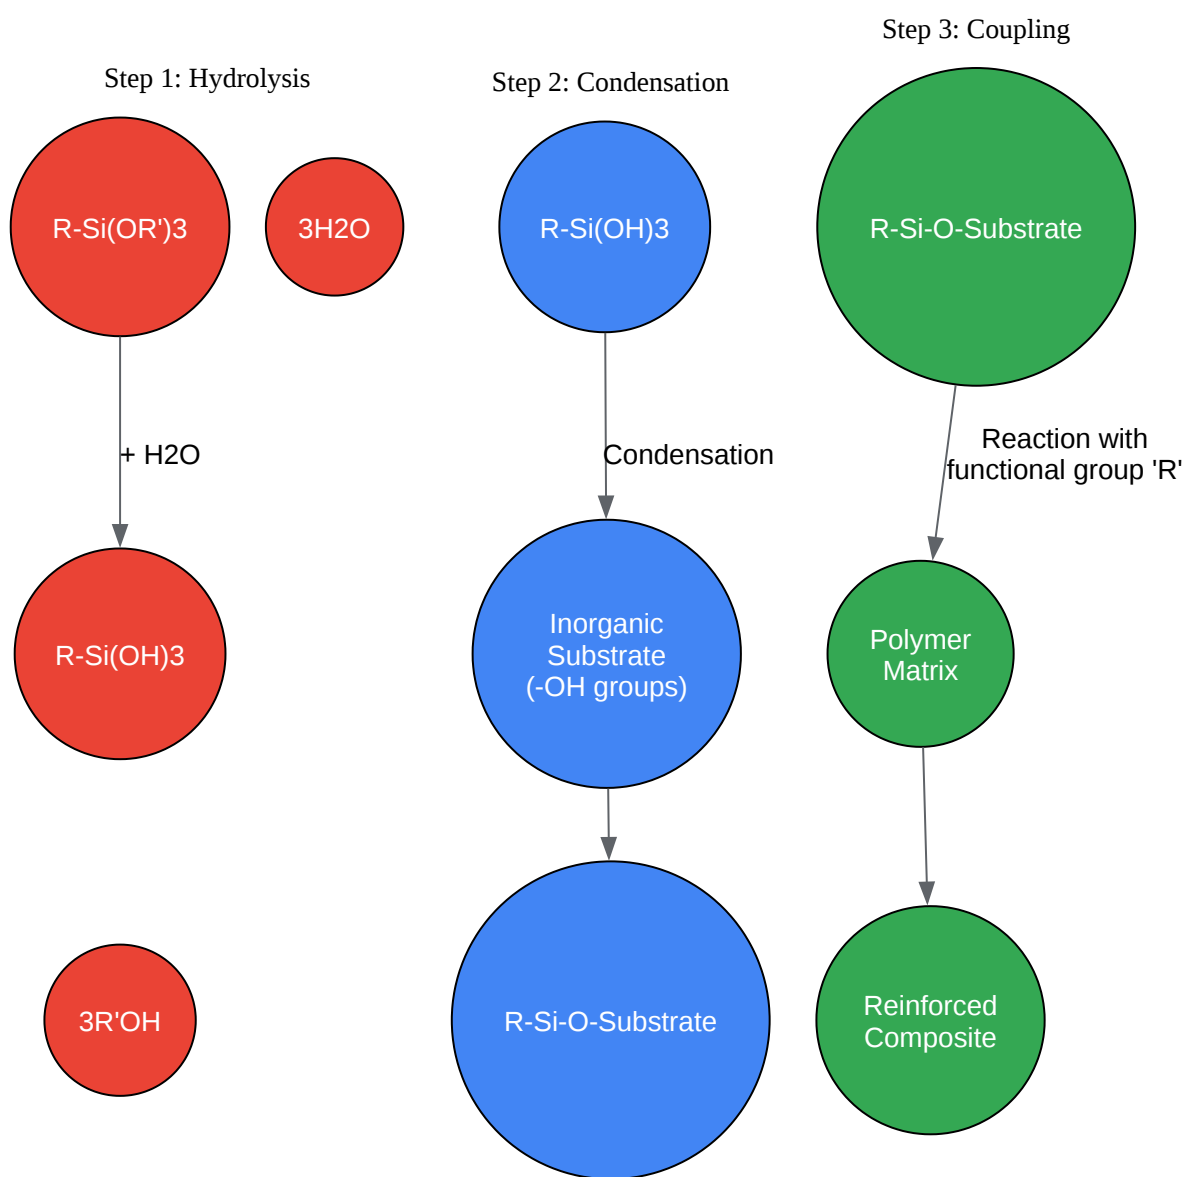 Step 1: Hydrolysis
R-Si(OR')3
3H2O
+ H2O
R-Si(OH)3
3R'OH
Step 2: Condensation
R-Si(OH)3
Condensation
Inorganic
Substrate
(-OH groups)
R-Si-O-Substrate
Step 3: Coupling
R-Si-O-Substrate
Reaction with
functional group 'R'
Polymer
Matrix
Reinforced
Composite